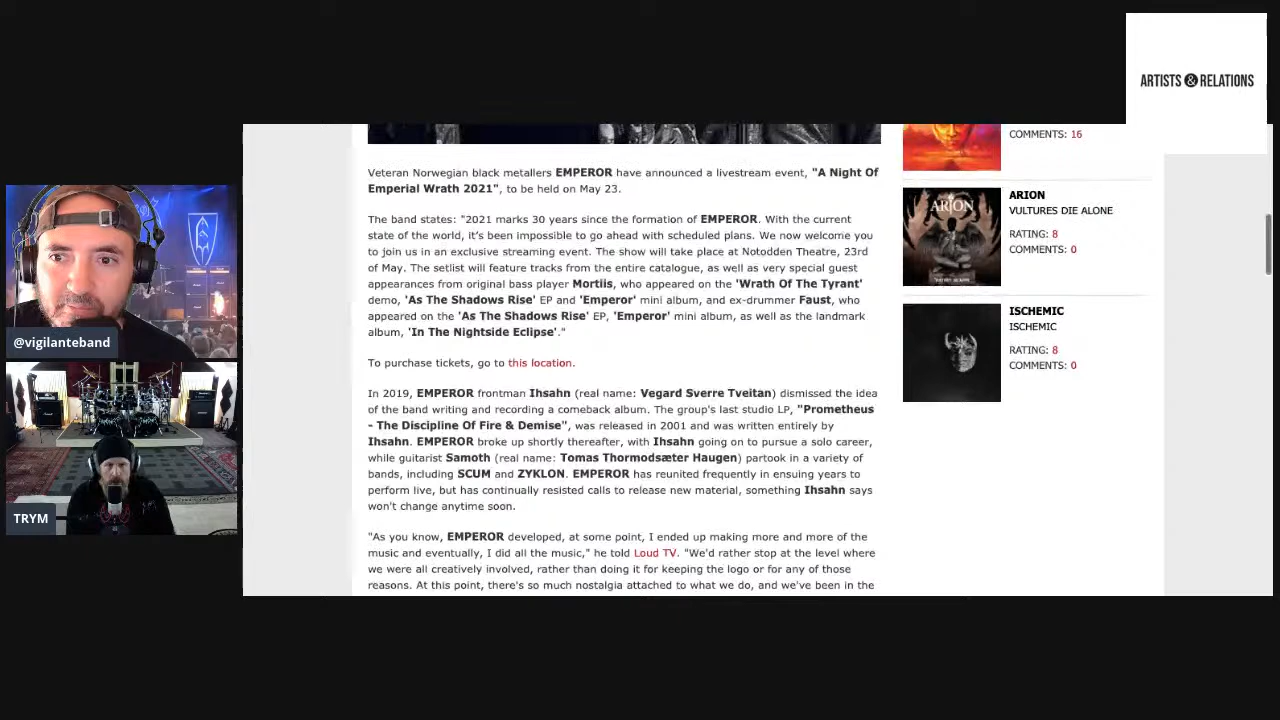 ARTISTS & RELATIONS
COMMENTS: 16
Veteran Norwegian black metallers EMPEROR have announced a livestream event, "A Night Of
Emperial Wrath 2021", to be held on May 23.
The band states: "2021 marks 30 years since the formation of EMPEROR. With the current
state of the world, it's been impossible to go ahead with scheduled plans. We now welcome you
to join us in an exclusive streaming event. The show will take place at Notodden Theatre, 23rd
of May. The setlist will feature tracks from the entire catalogue, as well as very special guest
appearances from original bass player Mortiis, who appeared on the 'Wrath Of The Tyrant'
demo, 'As The Shadows Rise' EP and 'Emperor' mini album, and ex-drummer Faust, who
appeared on the 'As The Shadows Rise' EP, 'Emperor' mini album, as well as the landmark
album, 'In The Nightside Eclipse'."
To purchase tickets, go to this location.
In 2019, EMPEROR frontman Ihsahn (real name: Vegard Sverre Tveitan) dismissed the idea
of the band writing and recording a comeback album. The group's last studio LP, "Prometheus
- The Discipline Of Fire & Demise", was released in 2001 and was written entirely by
Ihsahn. EMPEROR broke up shortly thereafter, with Ihsahn going on to pursue a solo career,
while guitarist Samoth (real name: Tomas Thormodsæter Haugen) partook in a variety of
bands, including SCUM and ZYKLON. EMPEROR has reunited frequently in ensuing years to
perform live, but has continually resisted calls to release new material, something Ihsahn says
won't change anytime soon.
"As you know, EMPEROR developed, at some point, I ended up making more and more of the
music and eventually, I did all the music," he told Loud TV. "We'd rather stop at the level where
we were all creatively involved, rather than doing it for keeping the logo or for any of those
reasons. At this point, there's so much nostalgia attached to what we do, and we've been in the
ARION
ARION
VULTURES DIE ALONE
RATING: 8
COMMENTS: 0
ISCHEMIC
ISCHEMIC
RATING: 8
COMMENTS: 0
@vigilanteband
TRYM